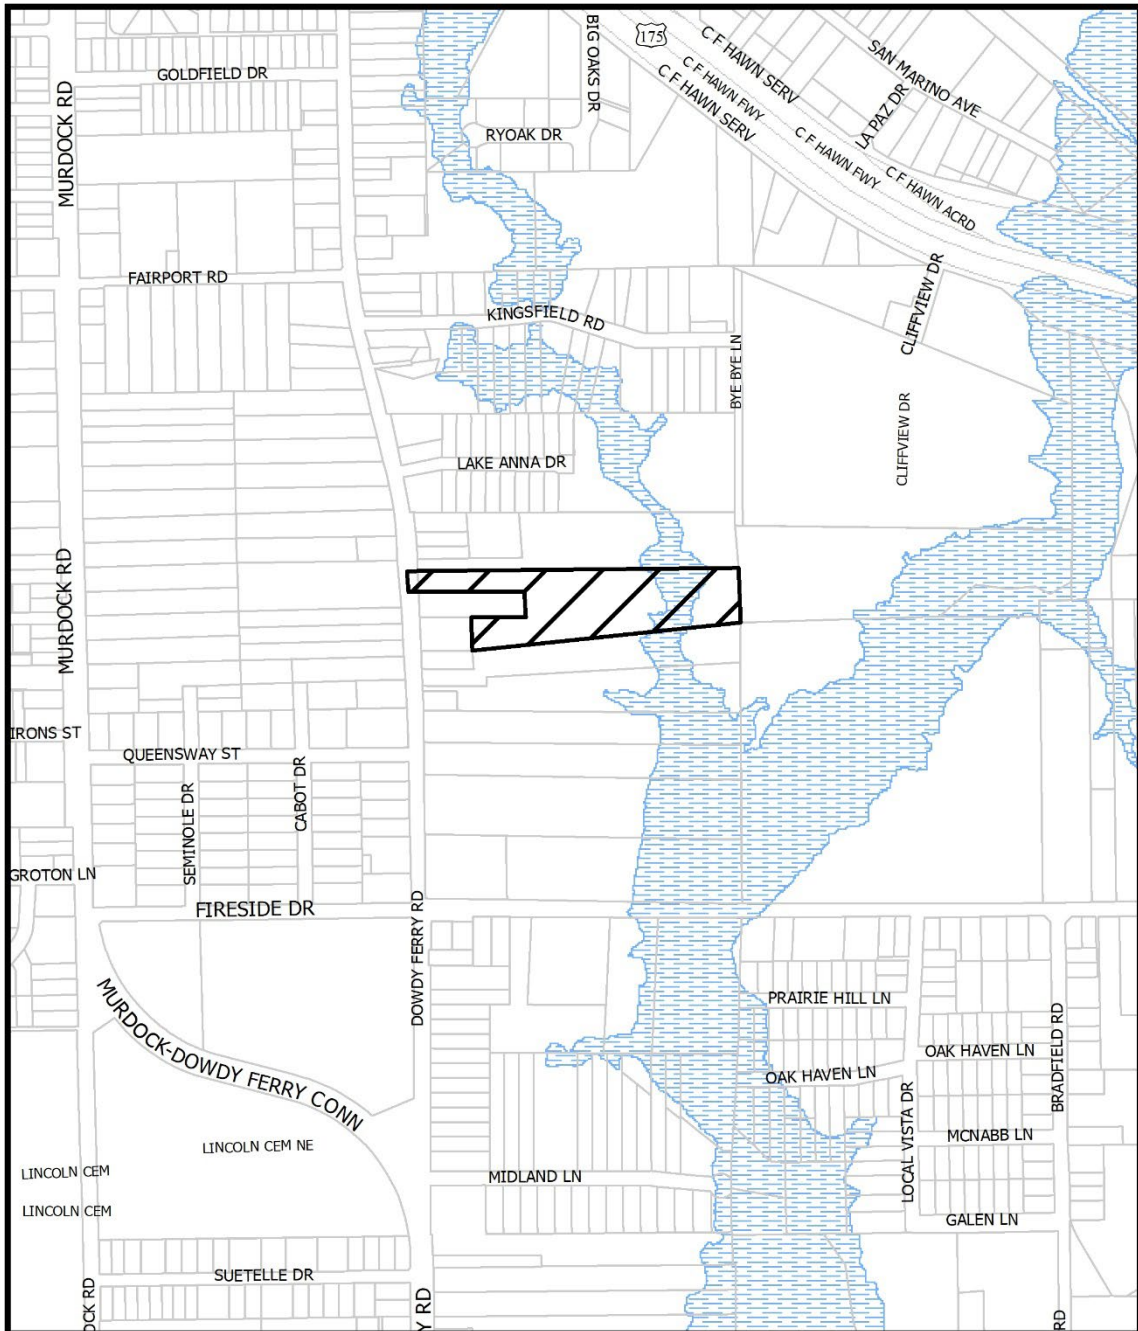 BIG OAKS DR
175
C F HAWN SERV
SAN MARINO AVE
GOLDFIELD DR
C F HAWN FWY
C F HAWN SERV
MURDOCK RD
LA PAZ DR
RYOAK DR
C F HAWN FWY
C F HAWN ACRD
FAIRPORT RD
CLIFFVIEW DR
KINGSFIELD RD
BYE BYE LN
CLIFFVIEW DR
LAKE ANNA DR
MURDOCK RD
IRONS ST
QUEENSWAY ST
CABOT DR
SEMINOLE DR
GROTON LN
FIRESIDE DR
DOWDY FERRY RD
PRAIRIE HILL LN
MURDOCK-DOWDY FERRY CONN
BRADFIELD RD
OAK HAVEN LN
OAK HAVEN LN
LOCAL VISTA DR
MCNABB LN
LINCOLN CEM NE
LINCOLN CEM
MIDLAND LN
LINCOLN CEM
GALEN LN
SUETELLE DR
OCK RD
Y RD
RD